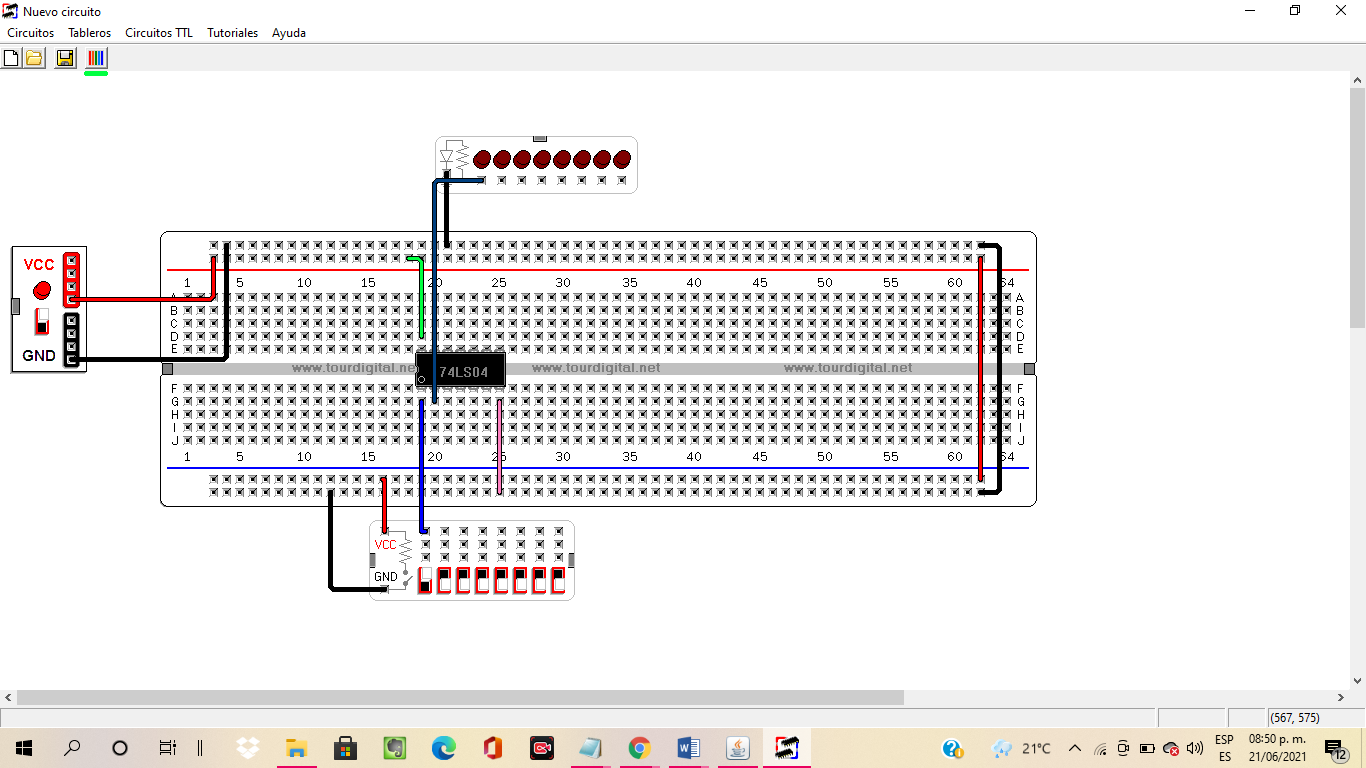 Nuevo circuito
Circuitos Tableros Circuitos TTL Tutoriales Ayuda
VCC
GND
1 5 10 15 20 25 30 35 40 45 50 55 60 64
A A
B B
C C
D D
E E
www.tourdigital.net www.tourdigital.net www.tourdigital.net
74LS04
F F
G G
H H
I I
J J
1 5 10 15 20 25 30 35 40 45 50 55 60 64
VCC
GND
(567, 575)
21°C
ESP
ES
08:50 p. m.
21/06/2021
12